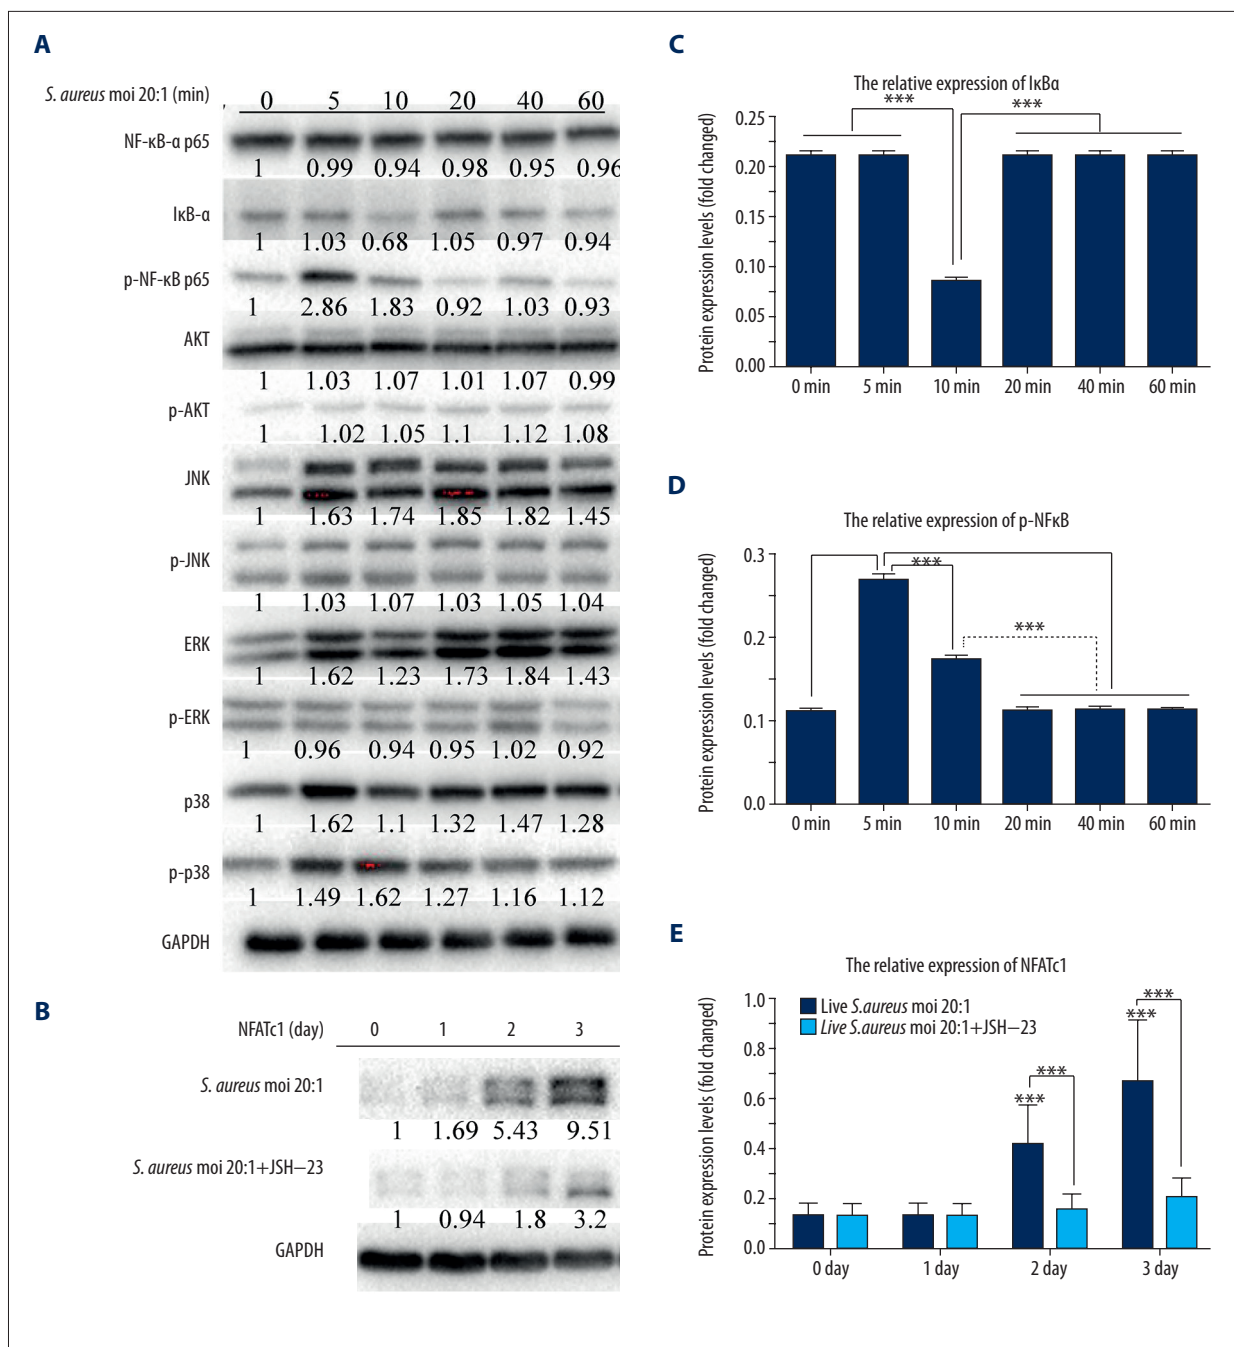 A
S. aureus moi 20:1 (min)
0 5 10 20 40 60
NF-κB-α p65
1 0.99 0.94 0.98 0.95 0.96
IκB-α
1 1.03 0.68 1.05 0.97 0.94
p-NF-κB p65
1 2.86 1.83 0.92 1.03 0.93
AKT
1 1.03 1.07 1.01 1.07 0.99
p-AKT
1 1.02 1.05 1.1 1.12 1.08
JNK
1 1.63 1.74 1.85 1.82 1.45
p-JNK
1 1.03 1.07 1.03 1.05 1.04
ERK
1 1.62 1.23 1.73 1.84 1.43
p-ERK
1 0.96 0.94 0.95 1.02 0.92
p38
1 1.62 1.1 1.32 1.47 1.28
p-p38
1 1.49 1.62 1.27 1.16 1.12
GAPDH
B
NFATc1 (day) 0 1 2 3
S. aureus moi 20:1
1 1.69 5.43 9.51
S. aureus moi 20:1+JSH–23
1 0.94 1.8 3.2
GAPDH
C
The relative expression of IκBα
Protein expression levels (fold changed)
0.25
0.20
0.15
0.10
0.05
0.00
*** ***
0 min 5 min 10 min 20 min 40 min 60 min
D
The relative expression of p-NFκB
Protein expression levels (fold changed)
0.3
0.2
0.1
0.0
***
***
0 min 5 min 10 min 20 min 40 min 60 min
E
The relative expression of NFATc1
Protein expression levels (fold changed)
1.0
0.8
0.6
0.4
0.2
0.0
Live S.aureus moi 20:1
Live S.aureus moi 20:1+JSH–23
***
***
***
***
0 day 1 day 2 day 3 day